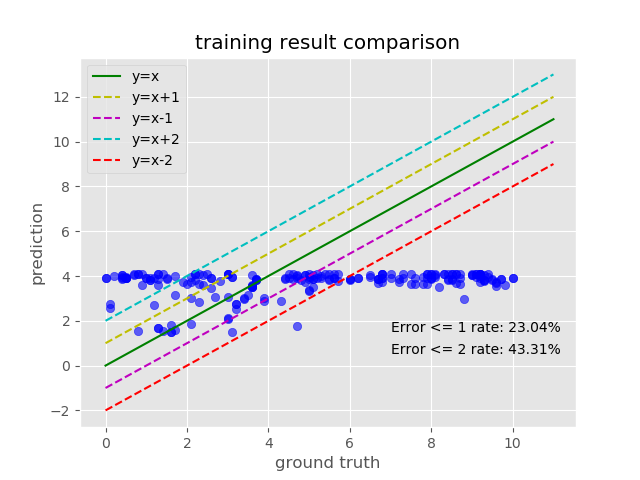 training result comparison
y=x
y=x+1
y=x-1
y=x+2
y=x-2
12
10
8
6
4
2
0
−2
prediction
Error <= 1 rate: 23.04%
Error <= 2 rate: 43.31%
0 2 4 6 8 10
ground truth